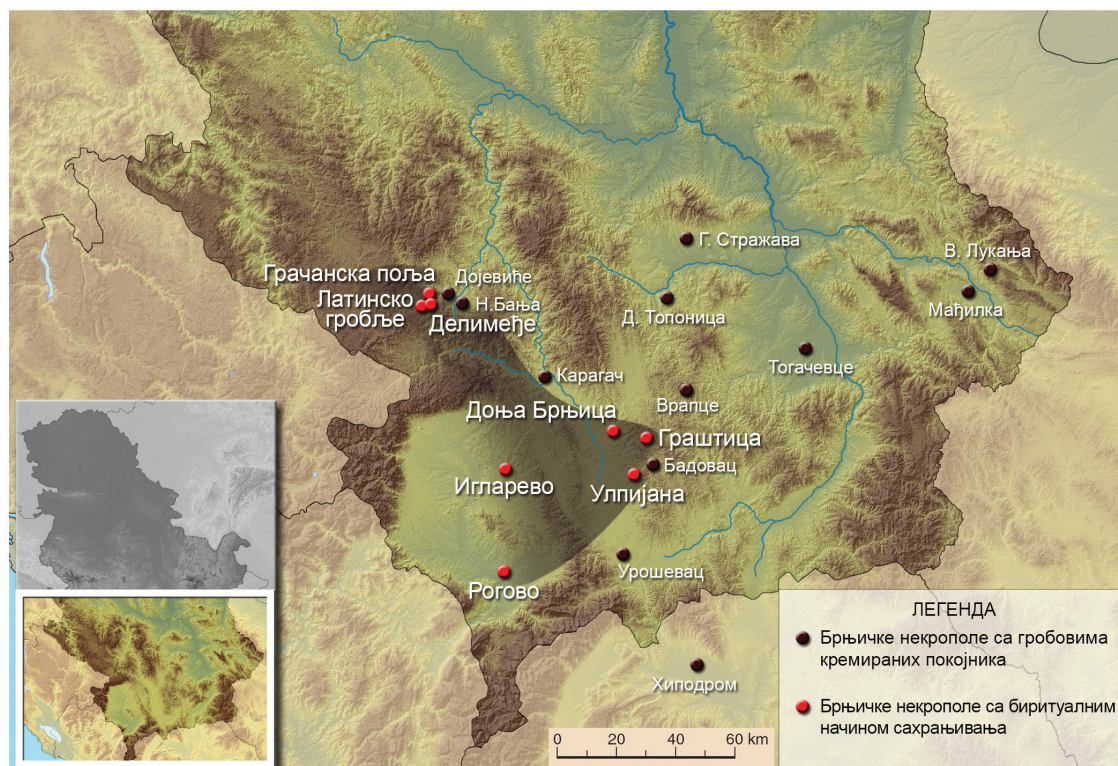 Г. Стражава
В. Лукања
Грачанска поља
Дојевиће
Латинско
гробље
Н.Бања
Делимеђе
Д. Топоница
Мађилка
Тогачевце
Карагач
Врапце
Доња Брњица
Граштица
Бадовац
Игларево
Улпијана
Урошевац
Рогово
Хиподром
ЛЕГЕНДА
Брњичке некрополе са гробовима
кремираних покојника
Брњичке некрополе са биритуалним
начином сахрањивања
0 20 40 60 km